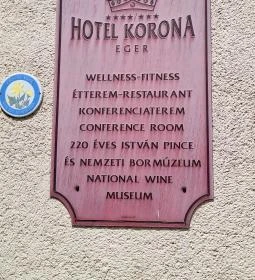 HOTEL KORONA
EGER
WELLNESS-FITNESS
ÉTTEREM-RESTAURANT
KONFERENCIATEREM
CONFERENCE ROOM
220 ÉVES ISTVÁN PINCE
ÉS NEMZETI BORMÚZEUM
NATIONAL WINE
MUSEUM